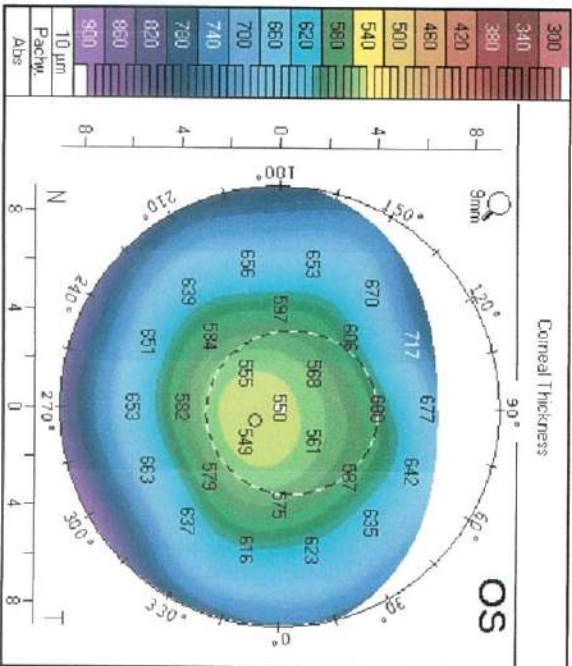 Corneal Thickness
OS
9mm
300
340
380
420
460
500
540
580
620
660
700
740
780
820
860
900
10 µm
Pachy.
Abs
90°
120° 60°
150° 30°
180° 0°
210° 330°
240° 300°
270°
8
4
0
4
8
717 677 642
670 606 600 587 635
653 568 561 623
597 550 575
656 555 549 616
639 584 582 579 637
651 653 663
N T
8 4 0 4 8